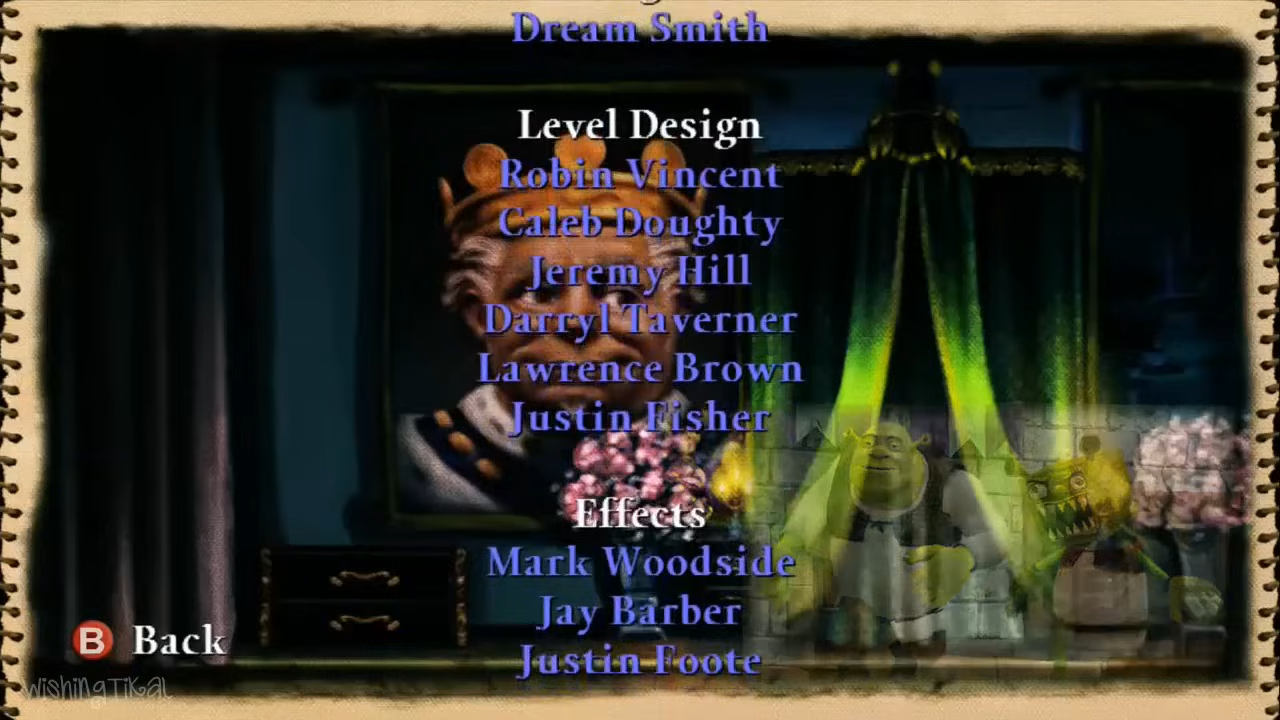 Dream Smith
Level Design
Robin Vincent
Caleb Doughty
Jeremy Hill
Darryl Taverner
Lawrence Brown
Justin Fisher
Effects
Mark Woodside
Jay Barber
Justin Foote
B Back
wishingTikal